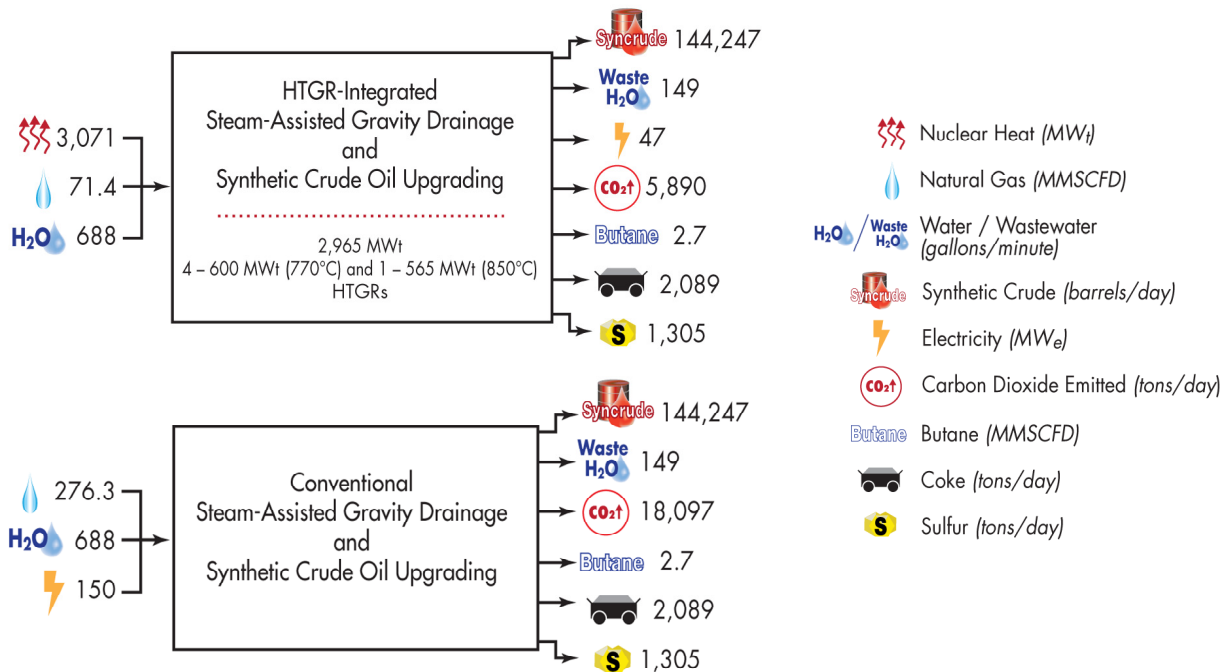 Syncrude 144,247
HTGR-Integrated
Steam-Assisted Gravity Drainage
and
Synthetic Crude Oil Upgrading
2,965 MWt
4 – 600 MWt (770°C) and 1 – 565 MWt (850°C)
HTGRs
3,071
71.4
H₂O 688
Waste
H₂O 149
47
CO₂↑ 5,890
Butane 2.7
2,089
S 1,305
Conventional
Steam-Assisted Gravity Drainage
and
Synthetic Crude Oil Upgrading
276.3
H₂O 688
150
Syncrude 144,247
Waste
H₂O 149
CO₂↑ 18,097
Butane 2.7
2,089
S 1,305
Nuclear Heat (MWₜ)
Natural Gas (MMSCFD)
H₂O / Waste H₂O Water / Wastewater
(gallons/minute)
Syncrude Synthetic Crude (barrels/day)
Electricity (MWₑ)
CO₂↑ Carbon Dioxide Emitted (tons/day)
Butane Butane (MMSCFD)
Coke (tons/day)
S Sulfur (tons/day)